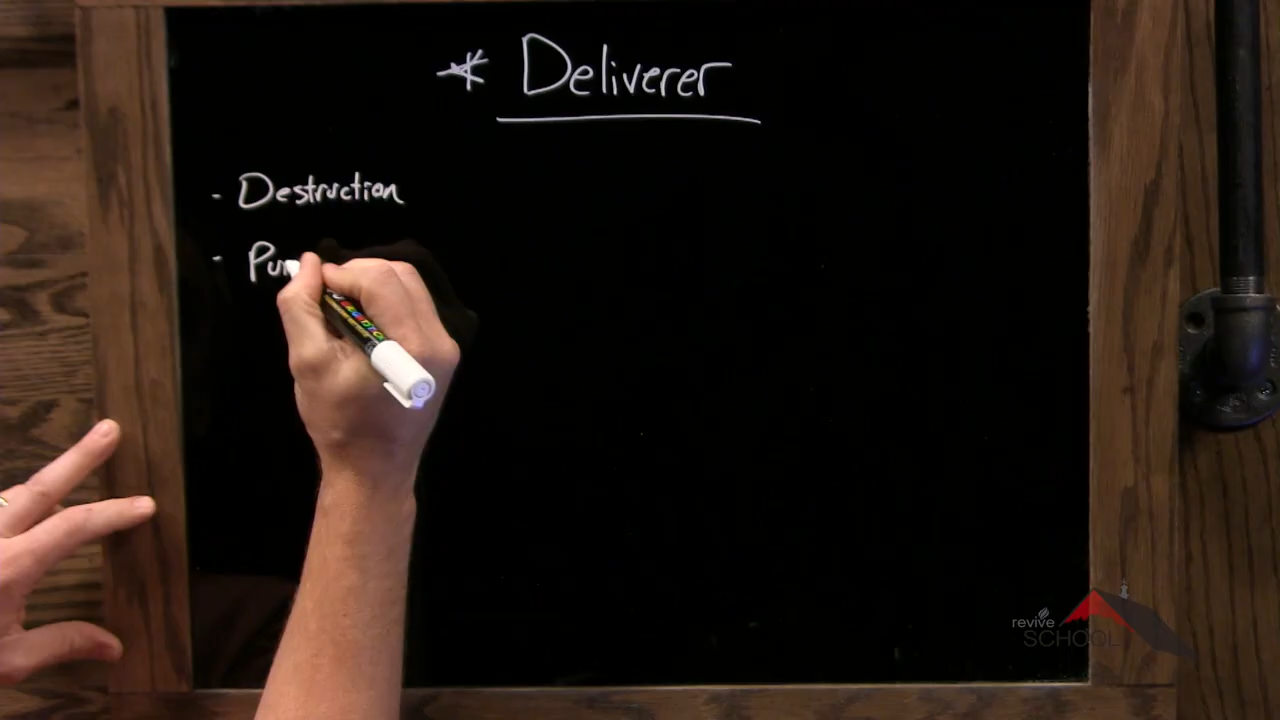 * Deliverer
- Destruction
-
revive
SCHOOL